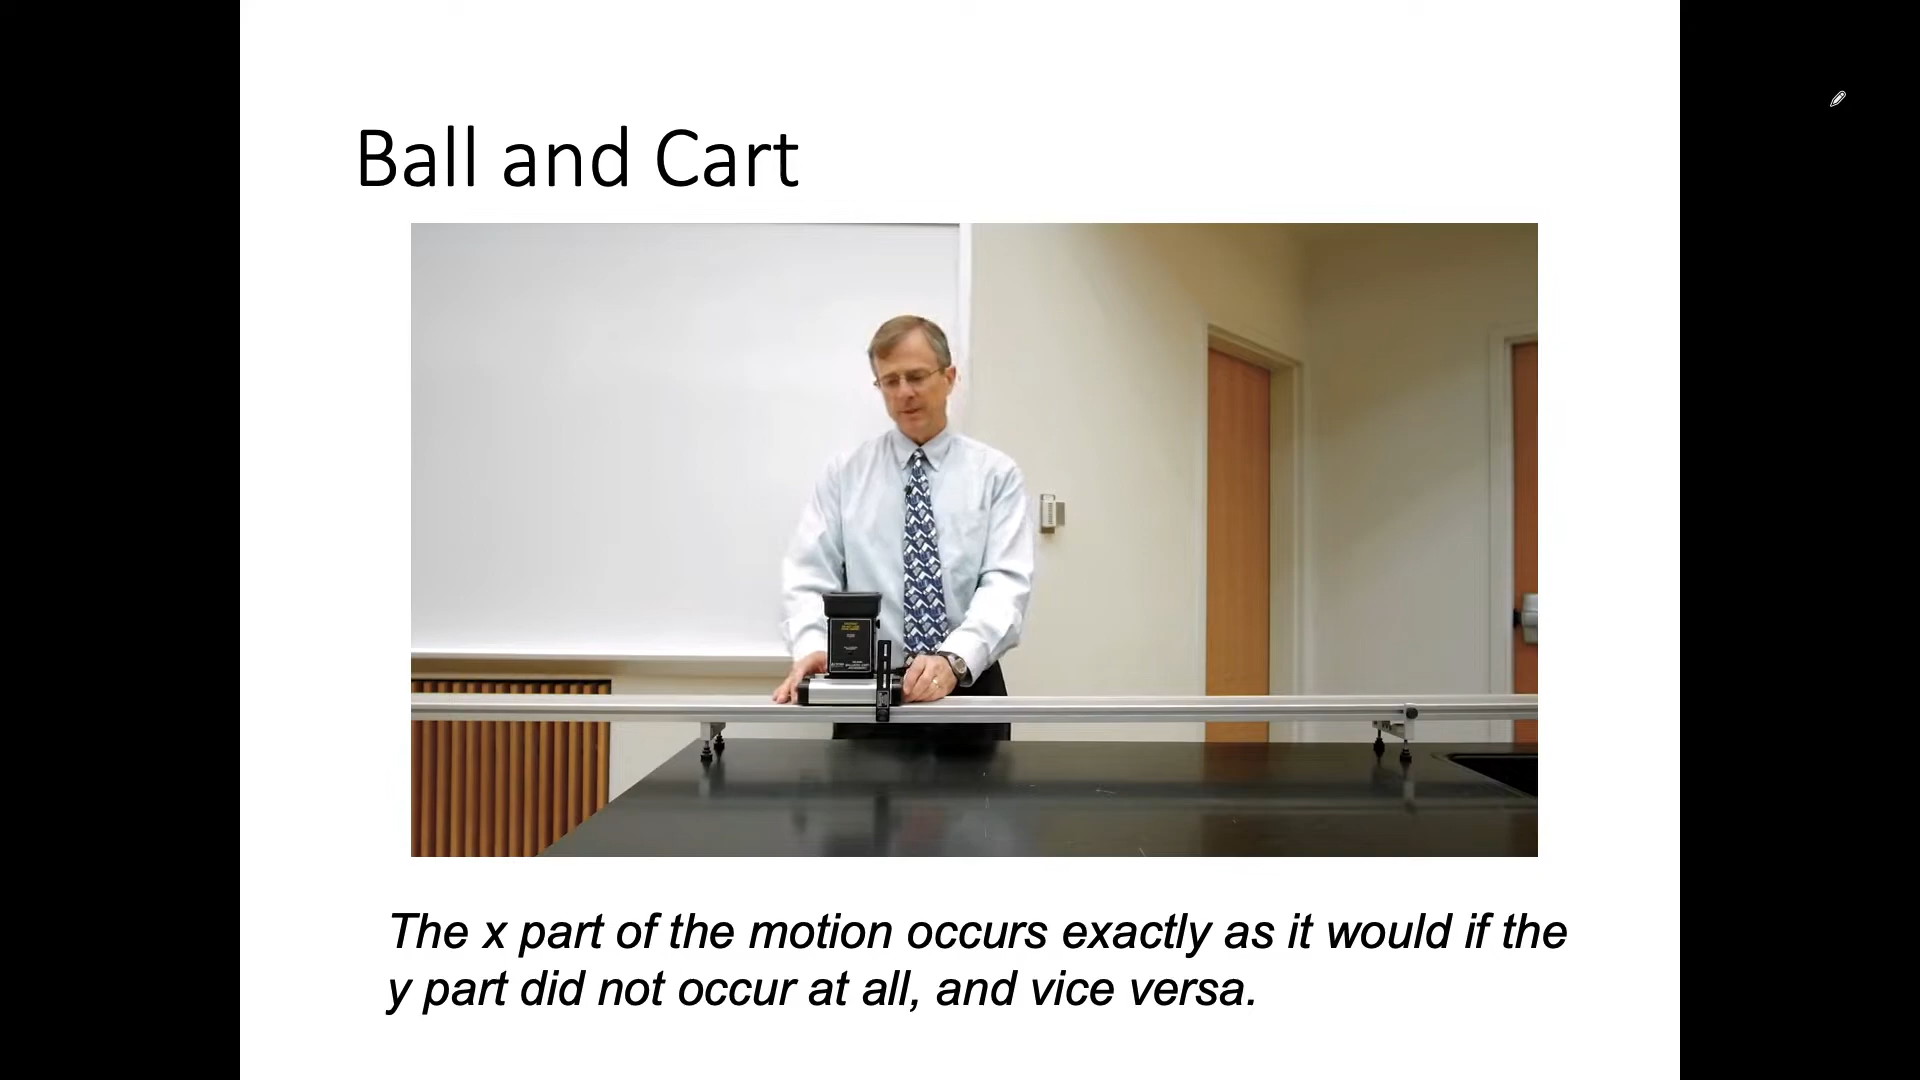 Ball and Cart
The x part of the motion occurs exactly as it would if the
y part did not occur at all, and vice versa.